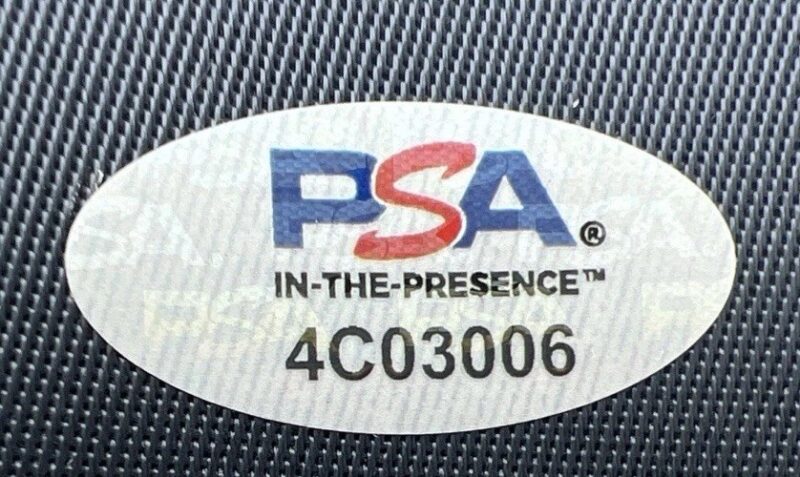 PSA®
IN-THE-PRESENCE™
4C03006